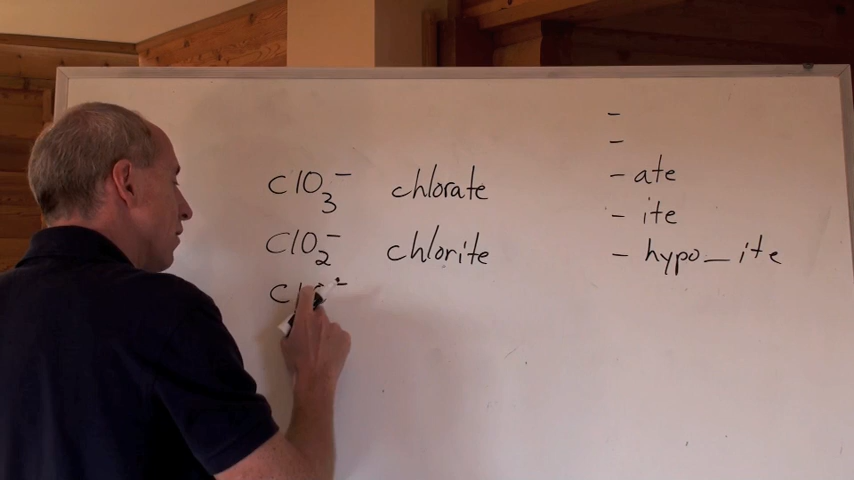 ClO3- chlorate
ClO2- chlorite
-
-
- ate
- ite
- hypo_ite